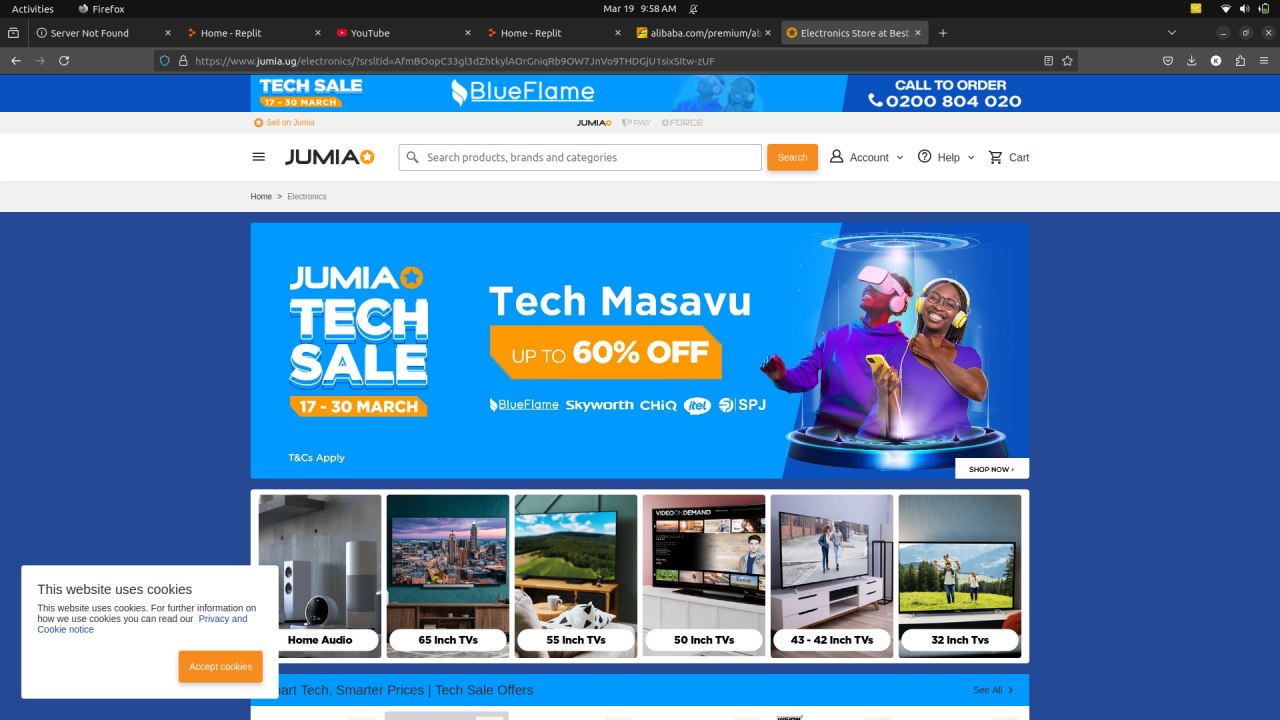 Activities
Firefox
Mar 19 9:58 AM
Server Not Found
Home - Replit
YouTube
Home - Replit
alibaba.com/premium/ab
Electronics Store at Best
https://www.jumia.ug/electronics/?srsltid=AfmBOopC33gl3dZhtkylAOrGniqRb9OW7JnVo9THDGjU1sixSItw-zUF
K
TECH SALE
17 - 30 MARCH
BlueFlame
CALL TO ORDER
0200 804 020
Sell on Jumia
JUMIA
PAY
FORCE
JUMIA
Search products, brands and categories
Search
Account
Help
Cart
Home > Electronics
JUMIA
TECH
SALE
17 - 30 MARCH
T&Cs Apply
Tech Masavu
UP TO 60% OFF
BlueFlame Skyworth CHiQ itel SPJ
SHOP NOW ›
VIDEO ON DEMAND
Home Audio
65 Inch TVs
55 Inch TVs
50 Inch TVs
43 - 42 Inch TVs
32 Inch Tvs
This website uses cookies
This website uses cookies. For further information on
how we use cookies you can read our Privacy and
Cookie notice
Accept cookies
art Tech, Smarter Prices | Tech Sale Offers
See All
VISION